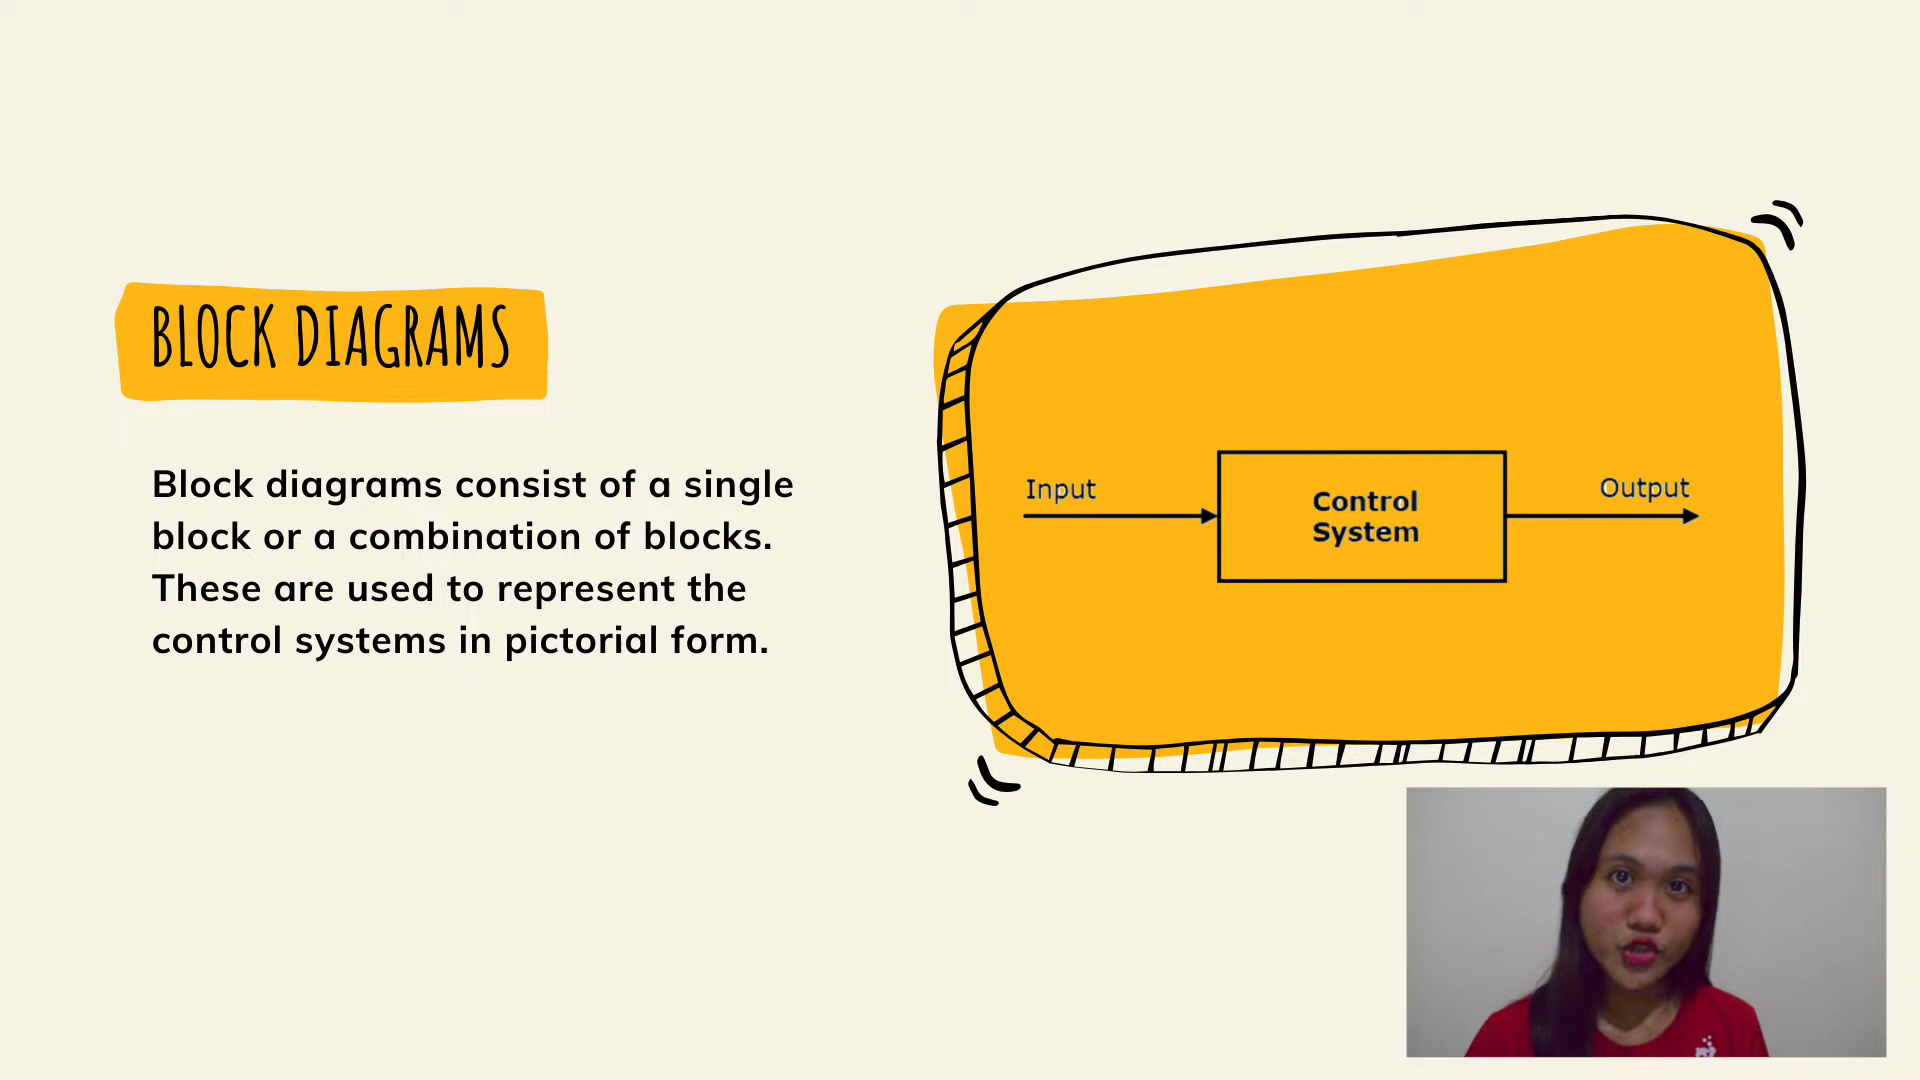 BLOCK DIAGRAMS
Block diagrams consist of a single
block or a combination of blocks.
These are used to represent the
control systems in pictorial form.
Input
Control
System
Output